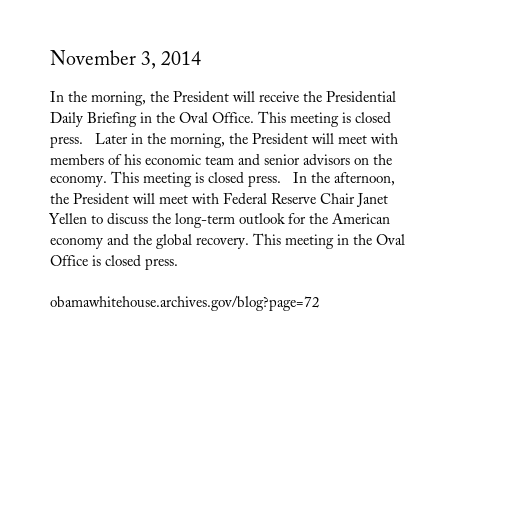 November 3, 2014
In the morning, the President will receive the Presidential
Daily Briefing in the Oval Office. This meeting is closed
press.   Later in the morning, the President will meet with
members of his economic team and senior advisors on the
economy. This meeting is closed press.   In the afternoon,
the President will meet with Federal Reserve Chair Janet
Yellen to discuss the long-term outlook for the American
economy and the global recovery. This meeting in the Oval
Office is closed press.
obamawhitehouse.archives.gov/blog?page=72